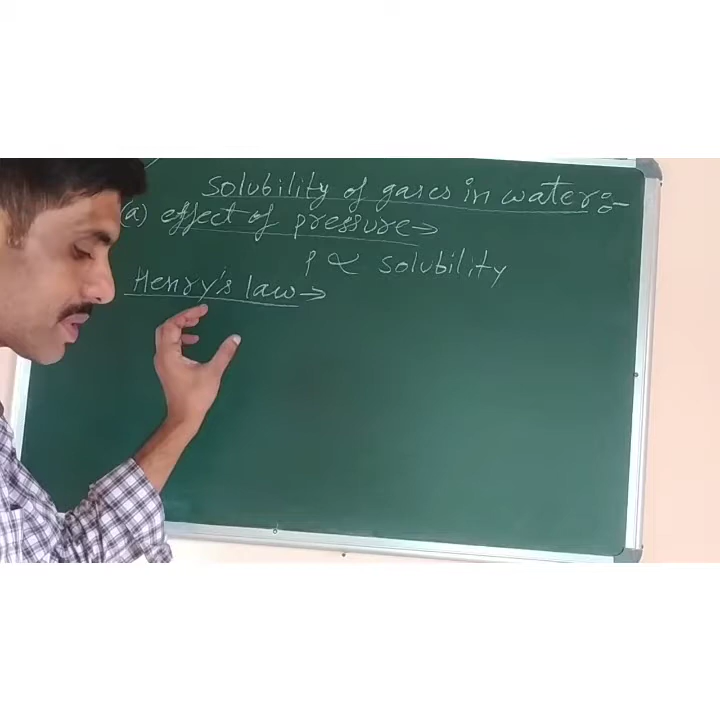 Solubility of gases in water:-
(a) effect of pressure→
P ∝ solubility
Henry's law→